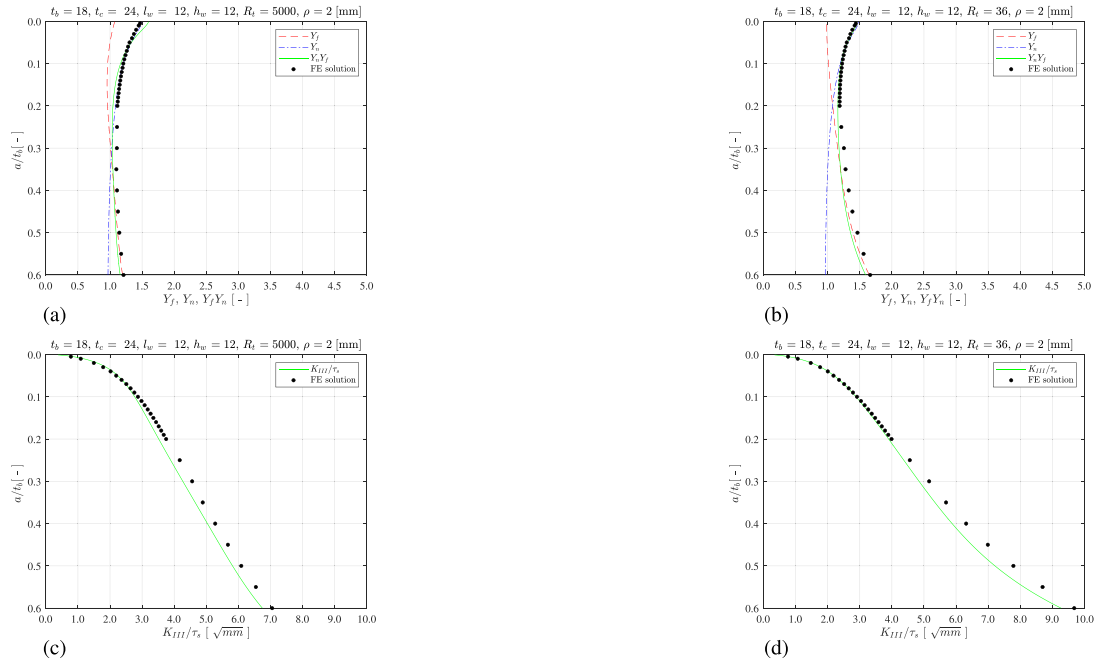 t_b = 18, t_c = 24, l_w = 12, h_w = 12, R_t = 5000, ρ = 2 [mm]
0.0
0.1
0.2
0.3
0.4
0.5
0.6
a/t_b[ - ]
Y_f
Y_n
Y_nY_f
FE solution
0.0 0.5 1.0 1.5 2.0 2.5 3.0 3.5 4.0 4.5 5.0
Y_f, Y_n, Y_fY_n [ - ]
(a)
t_b = 18, t_c = 24, l_w = 12, h_w = 12, R_t = 36, ρ = 2 [mm]
0.0
0.1
0.2
0.3
0.4
0.5
0.6
a/t_b[ - ]
Y_f
Y_n
Y_nY_f
FE solution
0.0 0.5 1.0 1.5 2.0 2.5 3.0 3.5 4.0 4.5 5.0
Y_f, Y_n, Y_fY_n [ - ]
(b)
t_b = 18, t_c = 24, l_w = 12, h_w = 12, R_t = 5000, ρ = 2 [mm]
0.0
0.1
0.2
0.3
0.4
0.5
0.6
a/t_b[ - ]
K_III/τ_s
FE solution
0.0 1.0 2.0 3.0 4.0 5.0 6.0 7.0 8.0 9.0 10.0
K_III/τ_s [ √mm ]
(c)
t_b = 18, t_c = 24, l_w = 12, h_w = 12, R_t = 36, ρ = 2 [mm]
0.0
0.1
0.2
0.3
0.4
0.5
0.6
a/t_b[ - ]
K_III/τ_s
FE solution
0.0 1.0 2.0 3.0 4.0 5.0 6.0 7.0 8.0 9.0 10.0
K_III/τ_s [ √mm ]
(d)